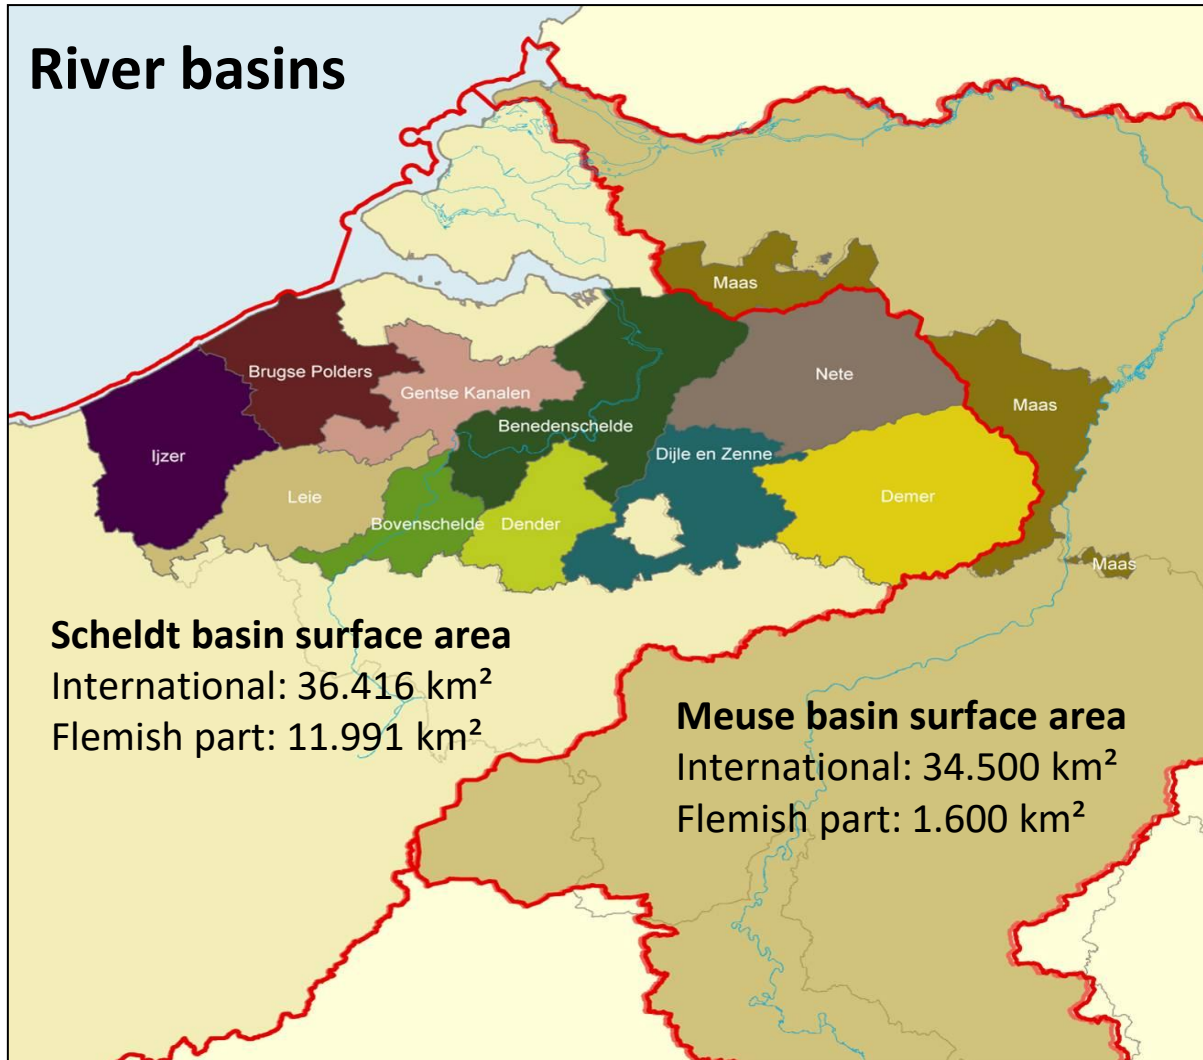 River basins
Maas
Brugse Polders
Gentse Kanalen
Nete
Maas
Benedenschelde
Ijzer
Dijle en Zenne
Leie
Demer
Bovenschelde
Dender
Maas
Scheldt basin surface area
International: 36.416 km²
Flemish part: 11.991 km²
Meuse basin surface area
International: 34.500 km²
Flemish part: 1.600 km²